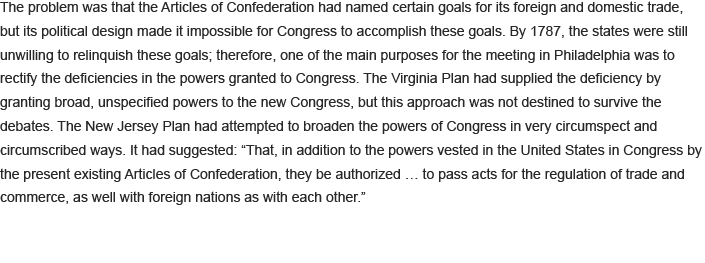 The problem was that the Articles of Confederation had named certain goals for its foreign and domestic trade,
but its political design made it impossible for Congress to accomplish these goals. By 1787, the states were still
unwilling to relinquish these goals; therefore, one of the main purposes for the meeting in Philadelphia was to
rectify the deficiencies in the powers granted to Congress. The Virginia Plan had supplied the deficiency by
granting broad, unspecified powers to the new Congress, but this approach was not destined to survive the
debates. The New Jersey Plan had attempted to broaden the powers of Congress in very circumspect and
circumscribed ways. It had suggested: “That, in addition to the powers vested in the United States in Congress by
the present existing Articles of Confederation, they be authorized … to pass acts for the regulation of trade and
commerce, as well with foreign nations as with each other.”